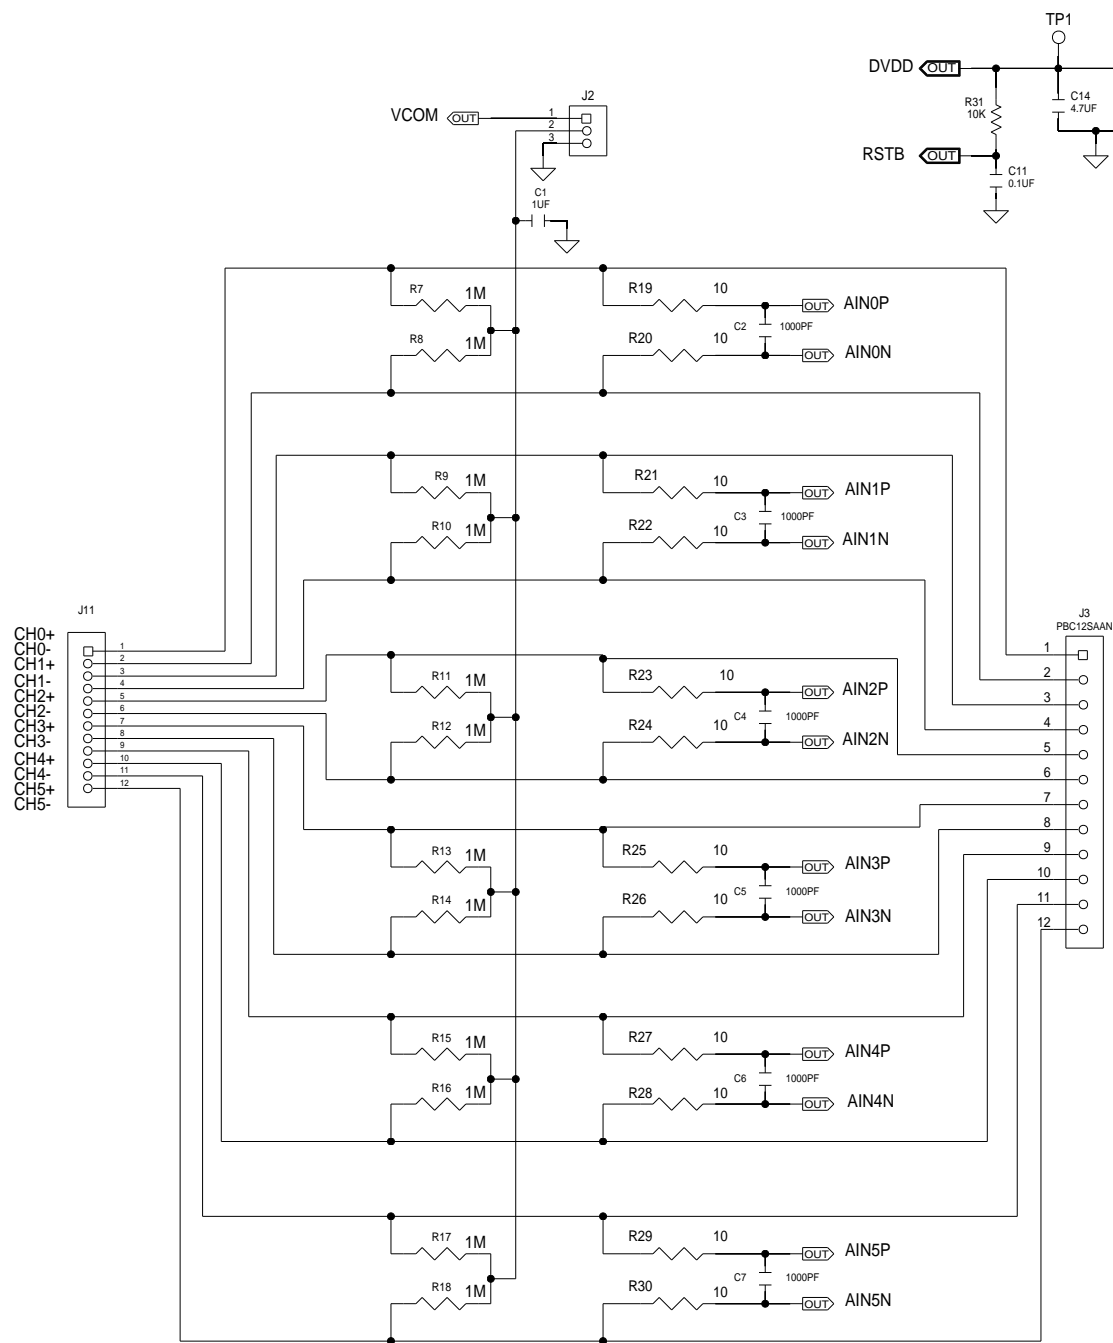 TP1
DVDD OUT
R31
10K
C14
4.7UF
RSTB OUT
C11
0.1UF
J2
VCOM OUT
1
2
3
C1
1UF
R7 1M
R8 1M
R19 10
R20 10
C2 1000PF
OUT AIN0P
OUT AIN0N
R9 1M
R10 1M
R21 10
R22 10
C3 1000PF
OUT AIN1P
OUT AIN1N
R11 1M
R12 1M
R23 10
R24 10
C4 1000PF
OUT AIN2P
OUT AIN2N
R13 1M
R14 1M
R25 10
R26 10
C5 1000PF
OUT AIN3P
OUT AIN3N
R15 1M
R16 1M
R27 10
R28 10
C6 1000PF
OUT AIN4P
OUT AIN4N
R17 1M
R18 1M
R29 10
R30 10
C7 1000PF
OUT AIN5P
OUT AIN5N
J11
CH0+
CH0-
CH1+
CH1-
CH2+
CH2-
CH3+
CH3-
CH4+
CH4-
CH5+
CH5-
1
2
3
4
5
6
7
8
9
10
11
12
J3
PBC12SAAN
1
2
3
4
5
6
7
8
9
10
11
12